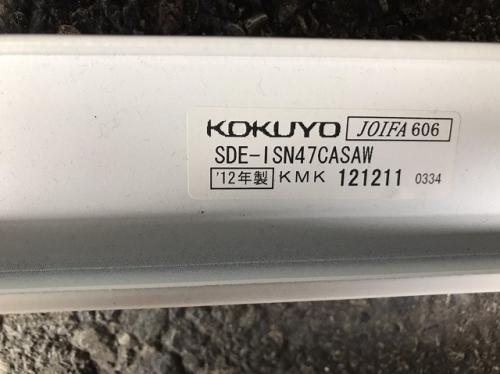 KOKUYO JOIFA 606
SDE-ISN47CASAW
'12年製 KMK 121211 0334